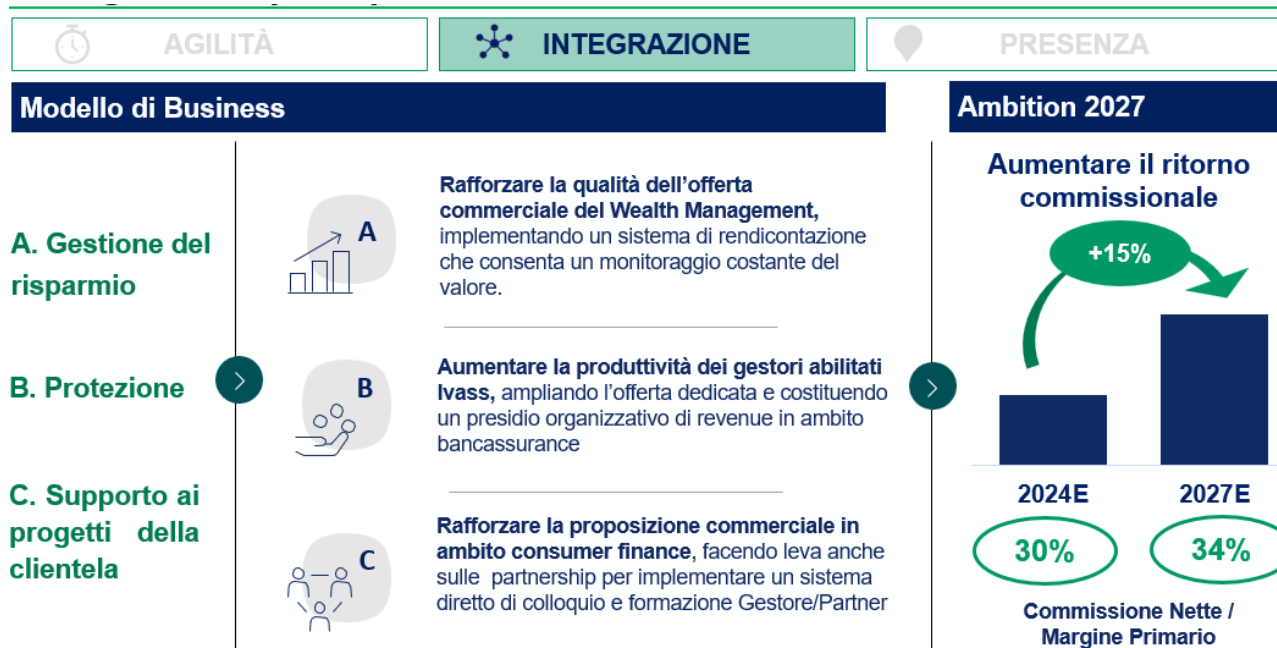 AGILITÀ
INTEGRAZIONE
PRESENZA
Modello di Business
Ambition 2027
A. Gestione del
risparmio
B. Protezione
C. Supporto ai
progetti della
clientela
A
Rafforzare la qualità dell'offerta
commerciale del Wealth Management,
implementando un sistema di rendicontazione
che consenta un monitoraggio costante del
valore.
B
Aumentare la produttività dei gestori abilitati
Ivass, ampliando l'offerta dedicata e costituendo
un presidio organizzativo di revenue in ambito
bancassurance
C
Rafforzare la proposizione commerciale in
ambito consumer finance, facendo leva anche
sulle partnership per implementare un sistema
diretto di colloquio e formazione Gestore/Partner
Aumentare il ritorno
commissionale
+15%
2024E
2027E
30%
34%
Commissione Nette /
Margine Primario